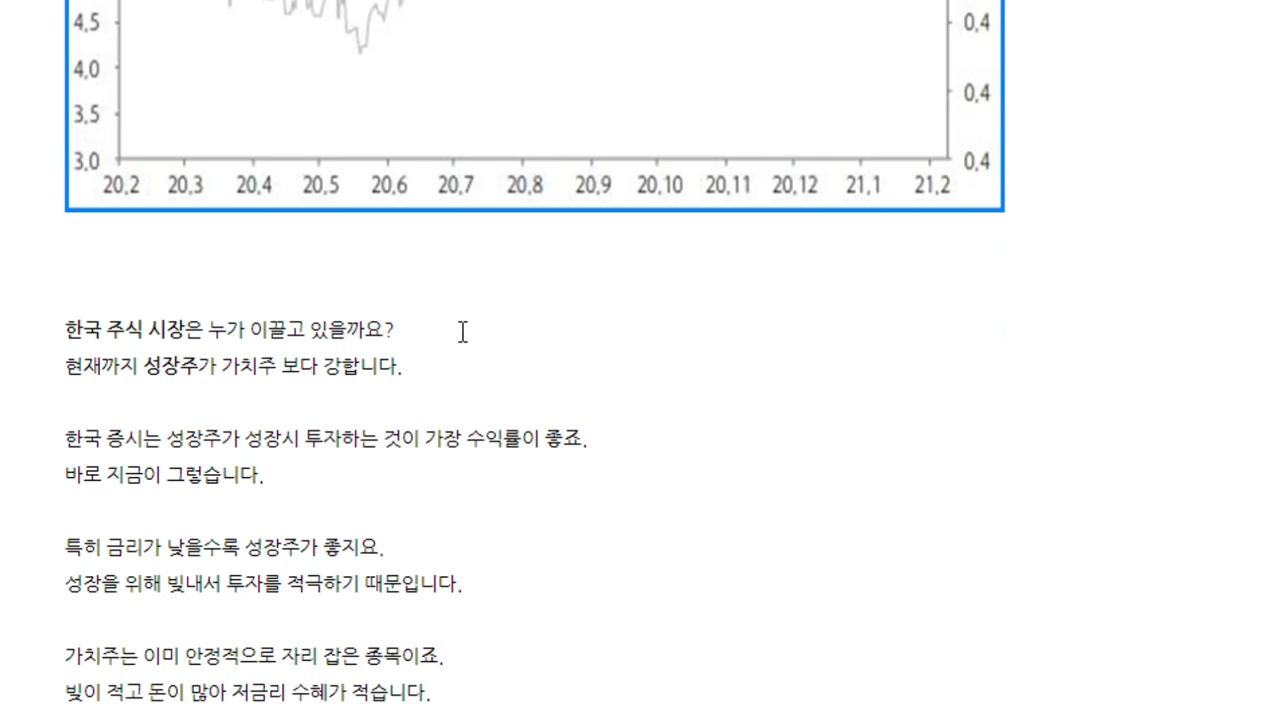 4,5 0,4
4,0
3,5 0,4
3,0 0,4
20,2 20,3 20,4 20,5 20,6 20,7 20,8 20,9 20,10 20,11 20,12 21,1 21,2
한국 주식 시장은 누가 이끌고 있을까요?
현재까지 성장주가 가치주 보다 강합니다.
한국 증시는 성장주가 성장시 투자하는 것이 가장 수익률이 좋죠.
바로 지금이 그렇습니다.
특히 금리가 낮을수록 성장주가 좋지요.
성장을 위해 빚내서 투자를 적극하기 때문입니다.
가치주는 이미 안정적으로 자리 잡은 종목이죠.
빚이 적고 돈이 많아 저금리 수혜가 적습니다.